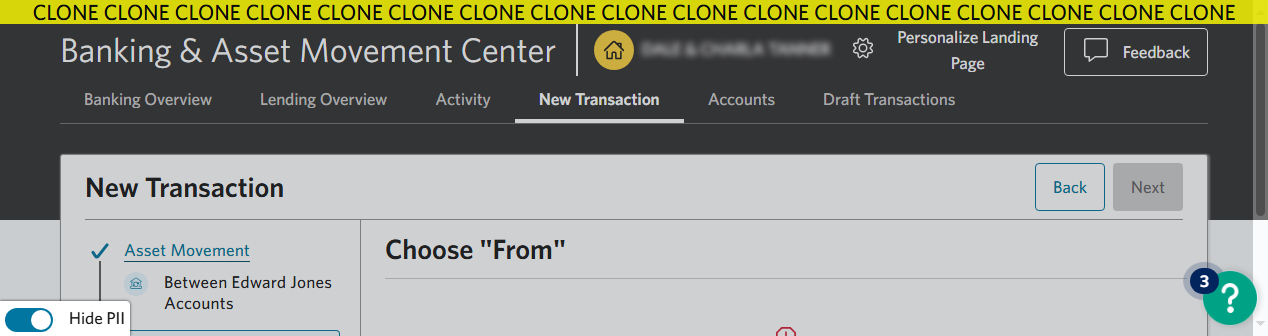 CLONE CLONE CLONE CLONE CLONE CLONE CLONE CLONE CLONE CLONE CLONE CLONE CLONE CLONE CLONE CLONE CLONE
Banking & Asset Movement Center
Personalize Landing
Page
Feedback
Banking Overview Lending Overview Activity New Transaction Accounts Draft Transactions
New Transaction
Back Next
Asset Movement
Choose "From"
Between Edward Jones
Accounts
3
?
Hide PII